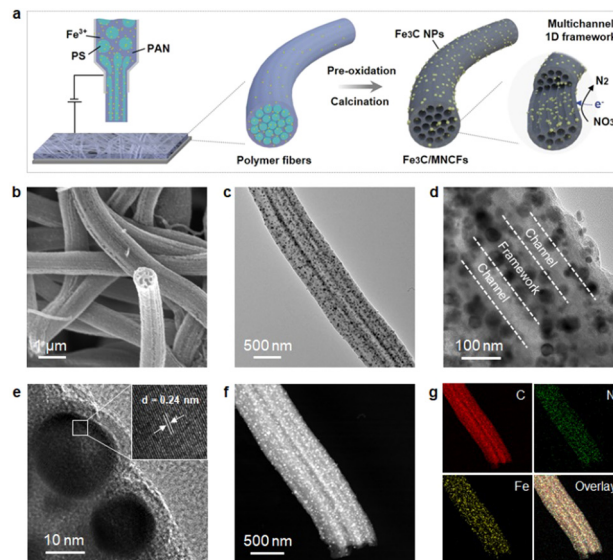 a
Fe³⁺
PS
PAN
Polymer fibers
Pre-oxidation
Calcination
Fe₃C NPs
Fe₃C/MNCFs
Multichannel
1D framework
N₂
e⁻
NO₃
b
1 μm
c
500 nm
d
Channel
Framework
Channel
100 nm
e
d = 0.24 nm
10 nm
f
500 nm
g
C
N
Fe
Overlay